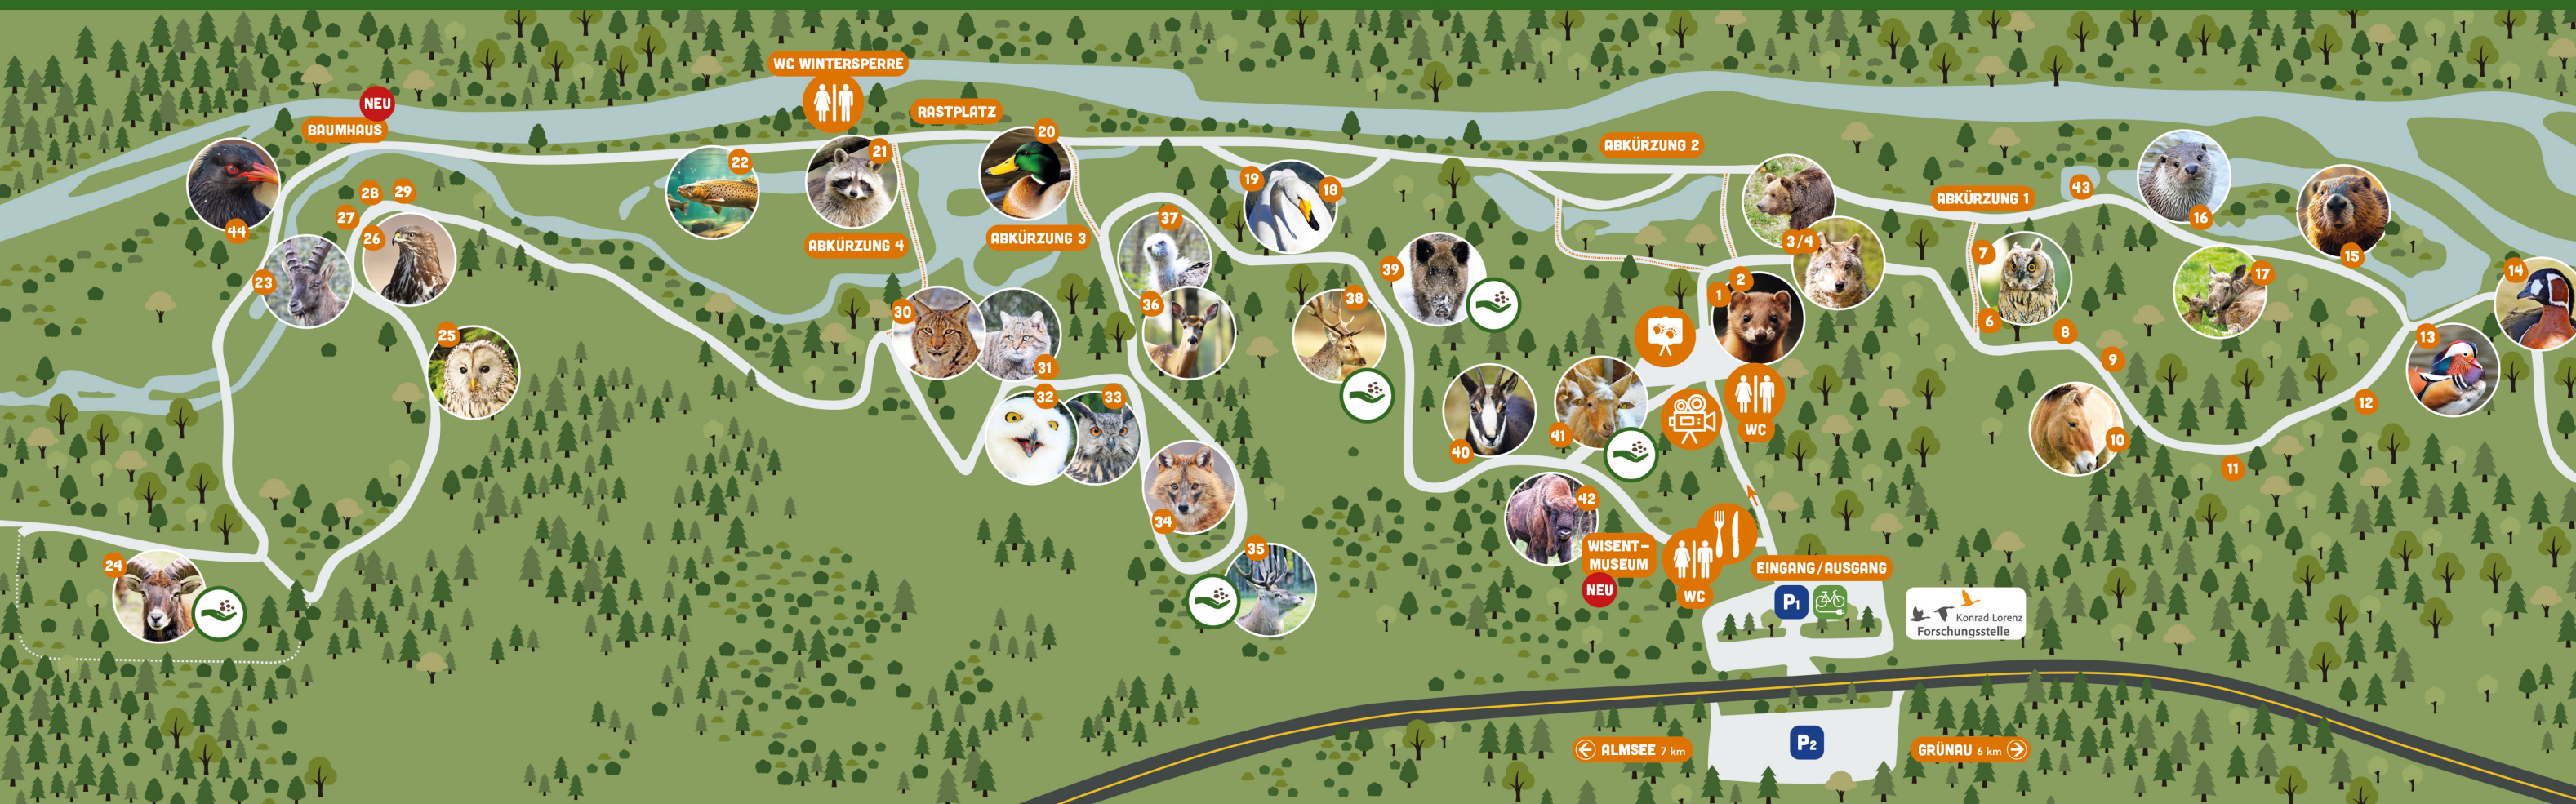 WC WINTERSPERRE
NEU
BAUMHAUS
RASTPLATZ
20
21
22
ABKÜRZUNG 2
19
18
28
29
27
26
44
23
ABKÜRZUNG 4
ABKÜRZUNG 3
37
36
ABKÜRZUNG 1
43
16
15
3/4
7
6
17
14
2
1
39
38
30
31
25
8
9
13
12
32
33
10
11
40
41
WC
34
42
35
24
WISENT-
MUSEUM
NEU
WC
EINGANG/AUSGANG
P1
Konrad Lorenz
Forschungsstelle
P2
ALMSEE 7 km
GRÜNAU 6 km